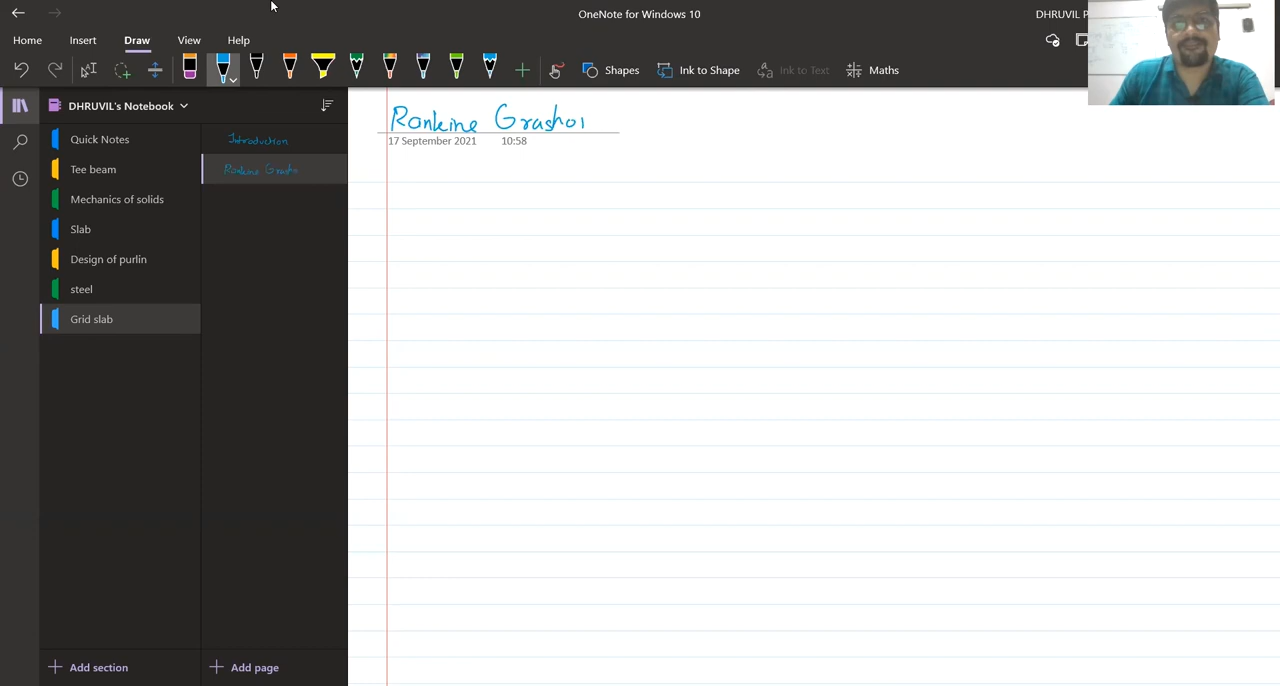 OneNote for Windows 10
DHRUVIL P
Home Insert Draw View Help
Shapes Ink to Shape Ink to Text Maths
DHRUVIL's Notebook
Quick Notes
Tee beam
Mechanics of solids
Slab
Design of purlin
steel
Grid slab
Introduction
Rankine Grasho
Rankine Grashoi
17 September 2021 10:58
Add section
Add page